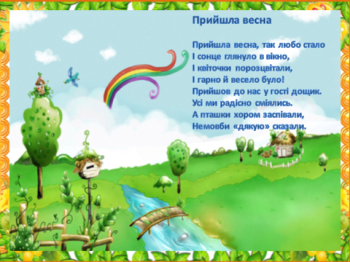 Прийшла весна
Прийшла весна, так любо стало
І сонце глянуло в вікно,
І квіточки порозцвітали,
І гарно й весело було!
Прийшов до нас у гості дощик.
Усі ми радісно сміялись.
А пташки хором заспівали,
Немовби «дякую» сказали.